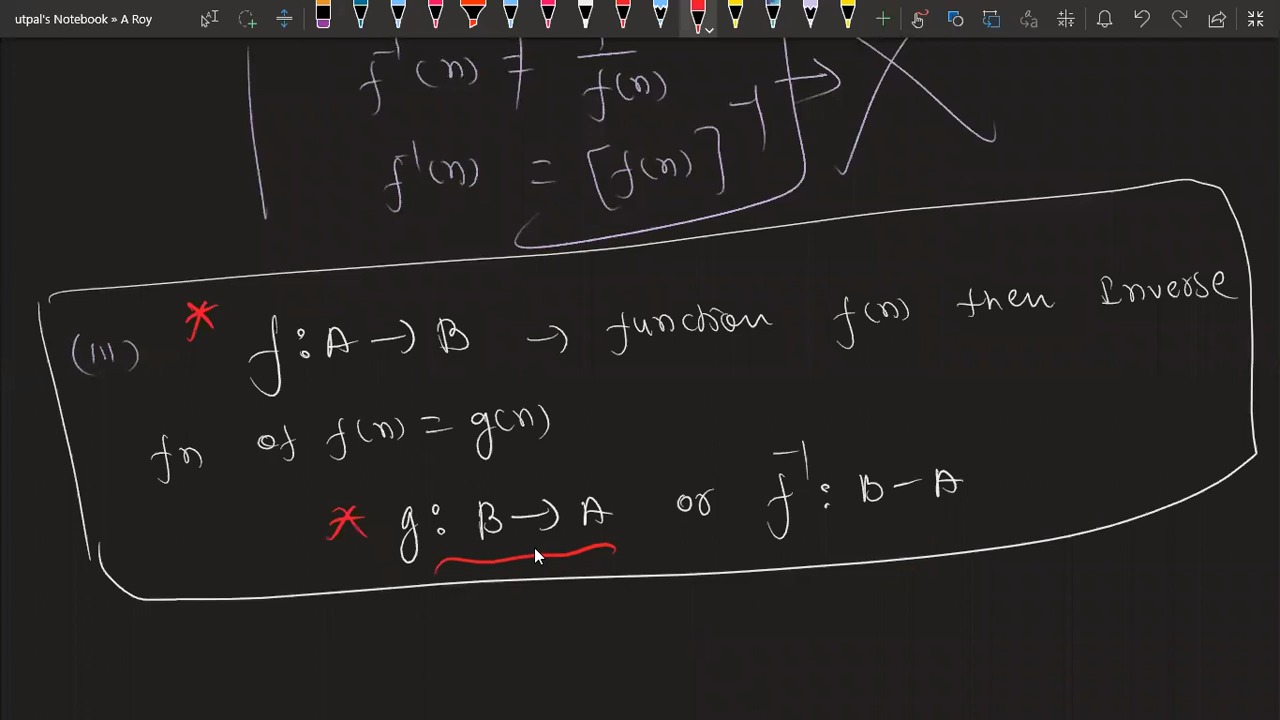 utpal's Notebook » A Roy
f⁻¹(n) ≠ 1/f(n)
f⁻¹(n) = [f(n)]⁻¹
(III) * f : A → B → function f(n) then Inverse
fn of f(n) = g(n)
* g : B → A or f⁻¹ : B - A